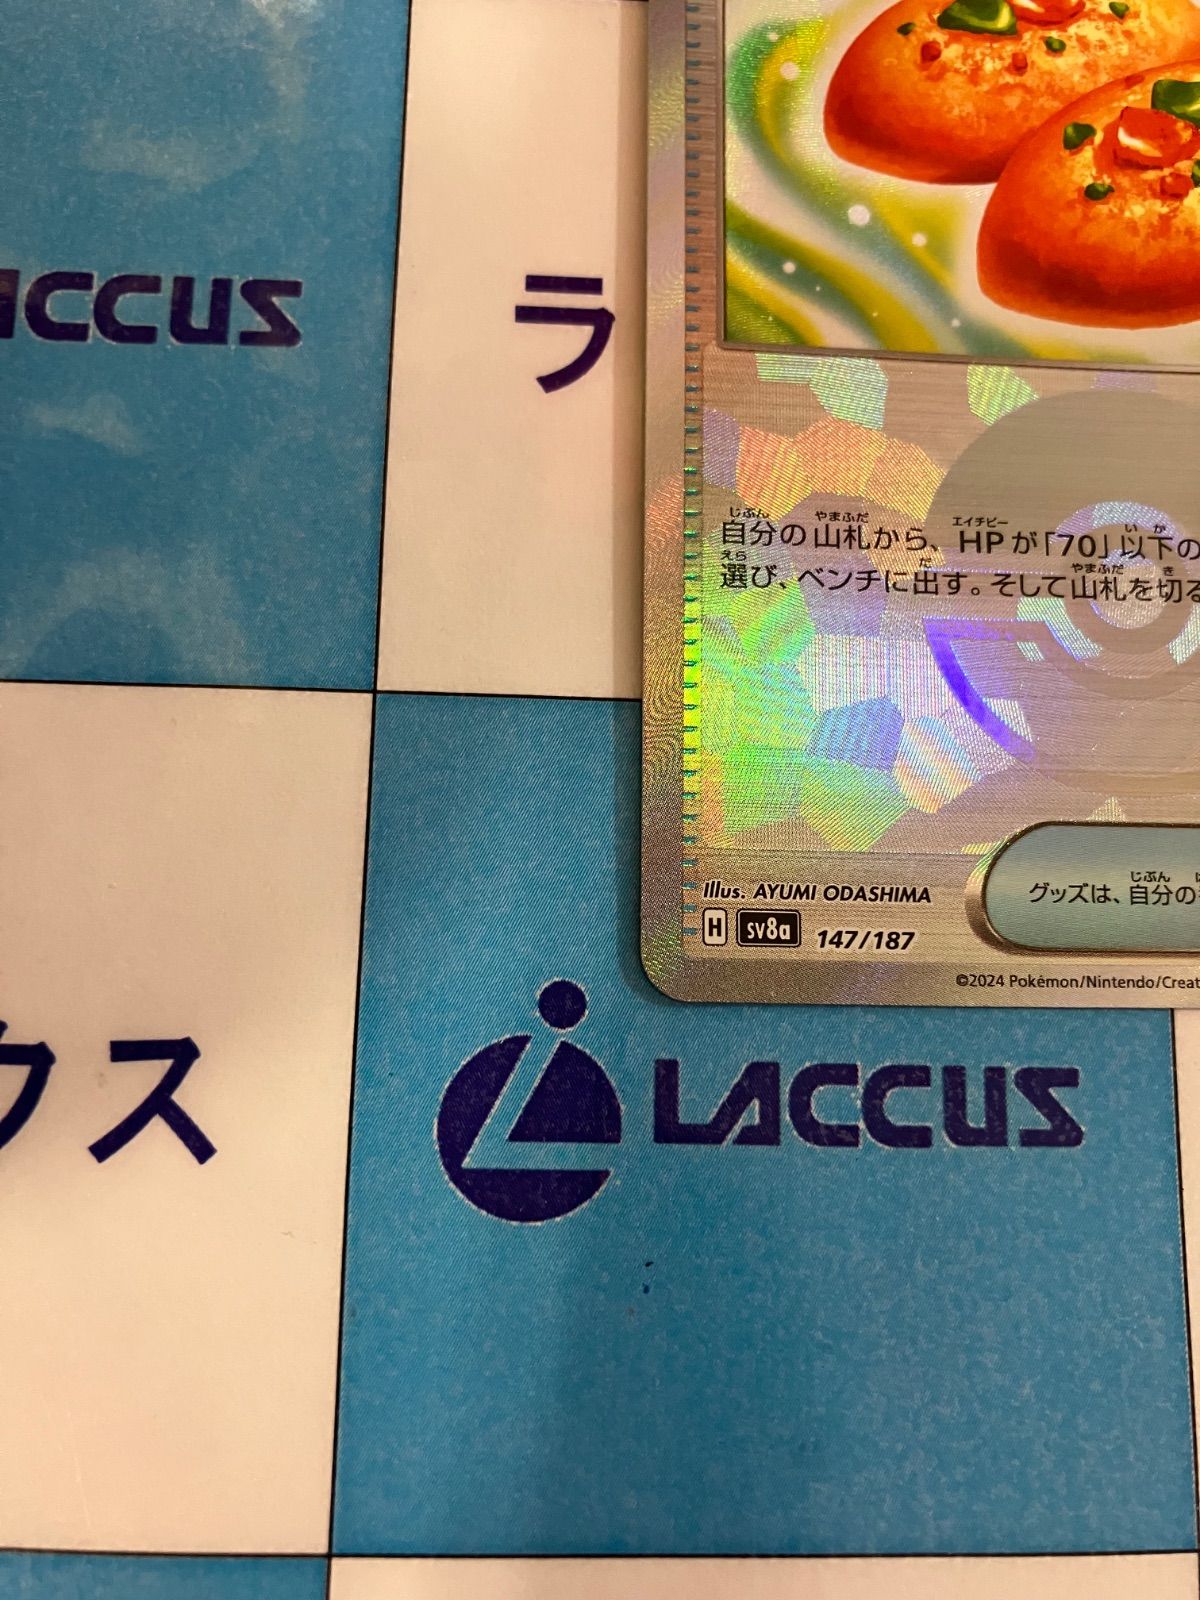 ACCUS
ラ
じぶん やまふだ エイチピー いか
自分の山札から、HPが「70」以下の
えら だ やまふだ き
選び、ベンチに出す。そして山札を切る
じぶん
グッズは、自分の
Illus. AYUMI ODASHIMA
H sv8a 147/187
©2024 Pokémon/Nintendo/Creat
ウス
LACCUS